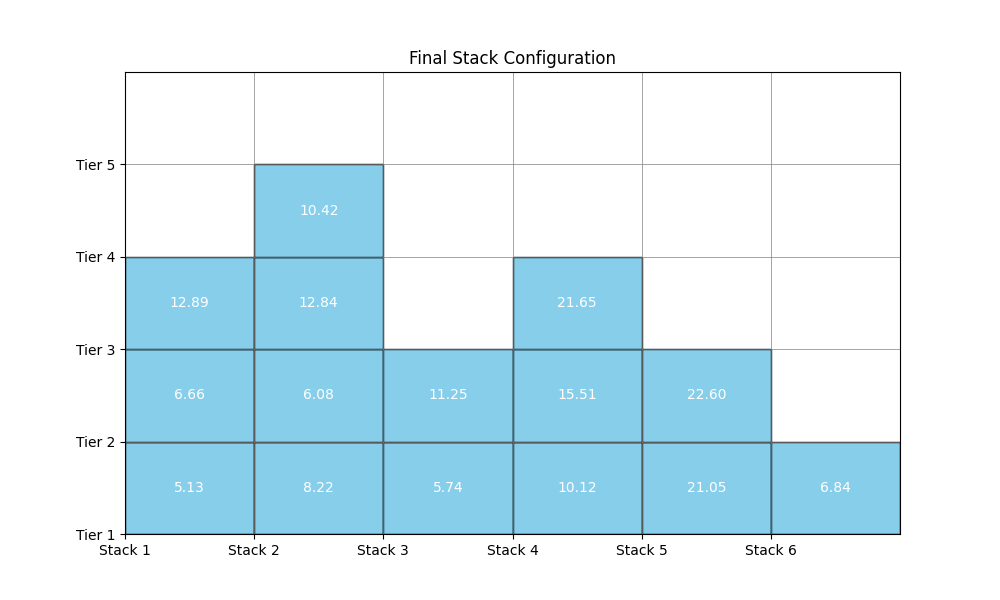 Final Stack Configuration
Tier 5
10.42
Tier 4
12.89 12.84 21.65
Tier 3
6.66 6.08 11.25 15.51 22.60
Tier 2
5.13 8.22 5.74 10.12 21.05 6.84
Tier 1
Stack 1 Stack 2 Stack 3 Stack 4 Stack 5 Stack 6